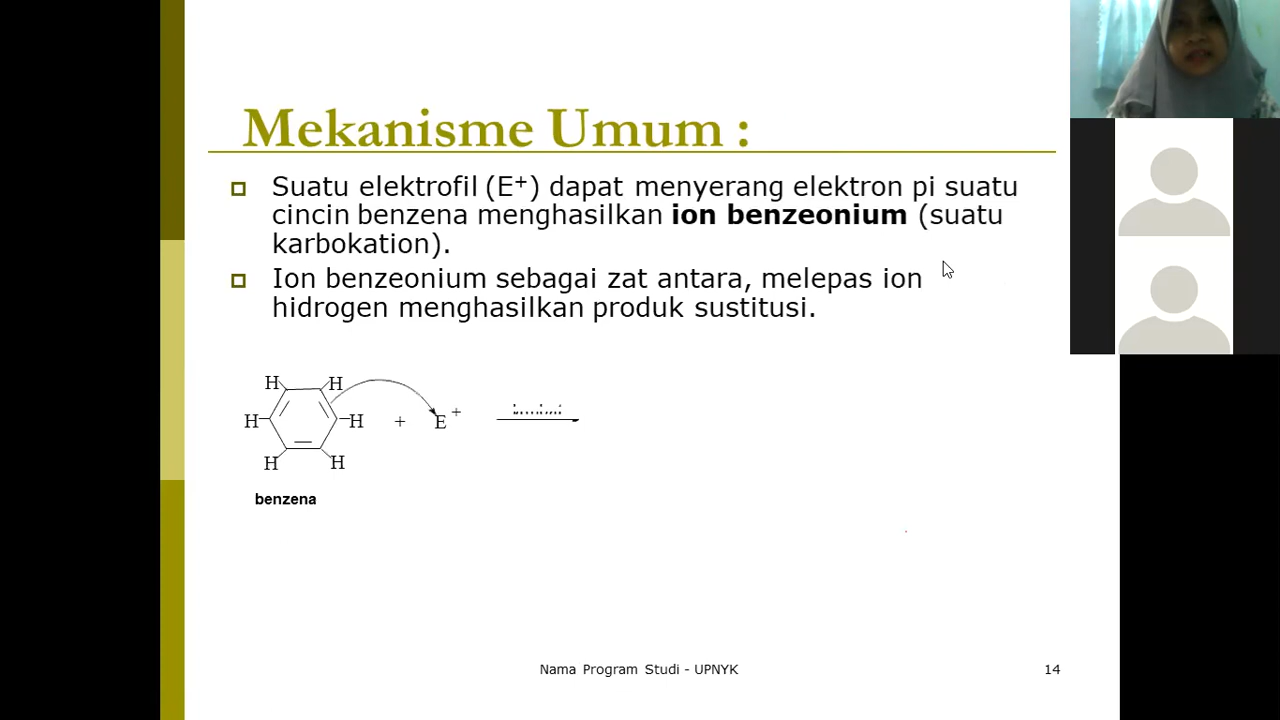 Mekanisme Umum :
Suatu elektrofil (E+) dapat menyerang elektron pi suatu
cincin benzena menghasilkan ion benzeonium (suatu
karbokation).
Ion benzeonium sebagai zat antara, melepas ion
hidrogen menghasilkan produk sustitusi.
H H
H H + E +
H H
benzena
Nama Program Studi - UPNYK 14